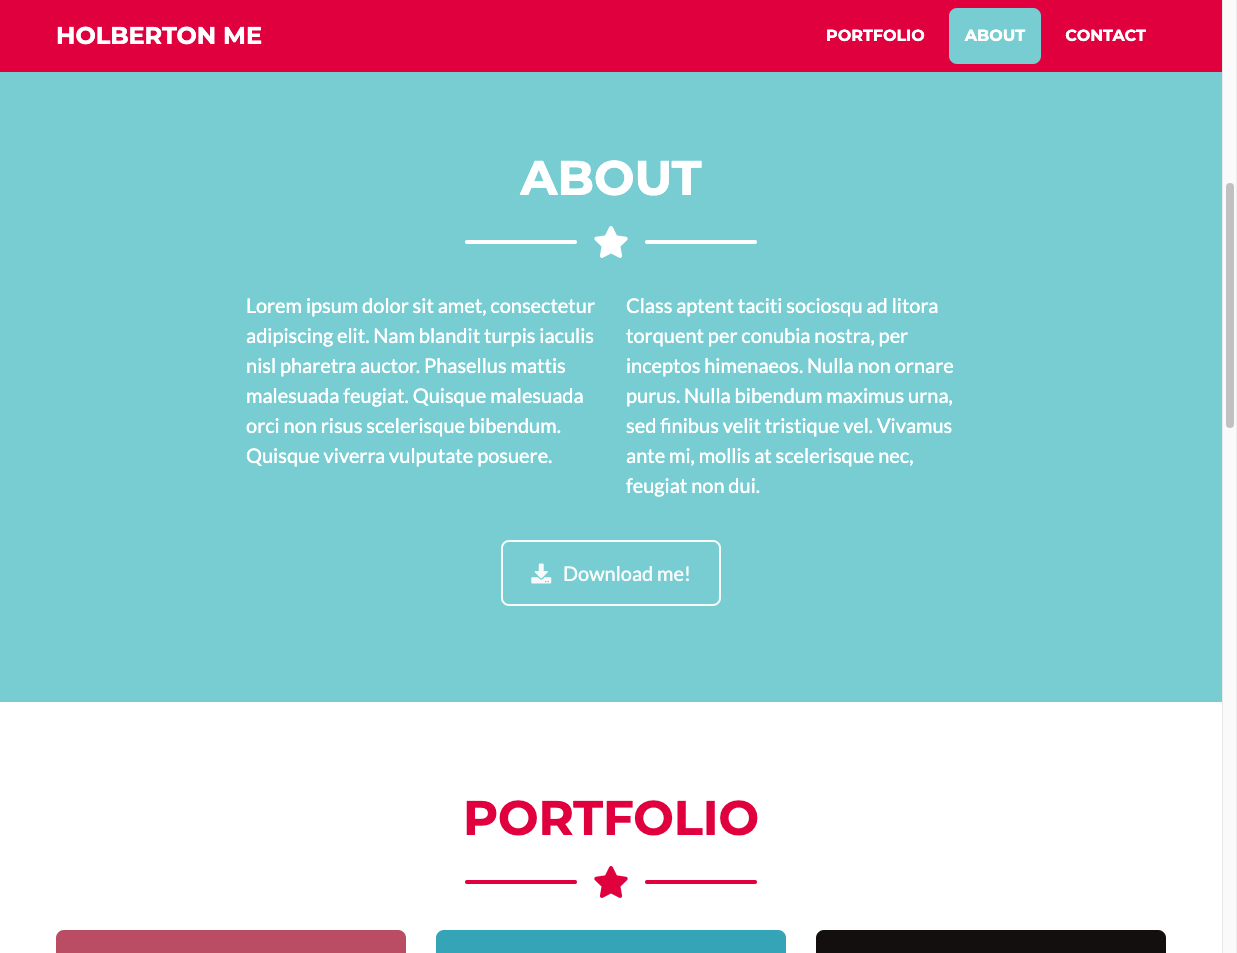 HOLBERTON ME
PORTFOLIO
ABOUT
CONTACT
ABOUT
Lorem ipsum dolor sit amet, consectetur
adipiscing elit. Nam blandit turpis iaculis
nisl pharetra auctor. Phasellus mattis
malesuada feugiat. Quisque malesuada
orci non risus scelerisque bibendum.
Quisque viverra vulputate posuere.
Class aptent taciti sociosqu ad litora
torquent per conubia nostra, per
inceptos himenaeos. Nulla non ornare
purus. Nulla bibendum maximus urna,
sed finibus velit tristique vel. Vivamus
ante mi, mollis at scelerisque nec,
feugiat non dui.
Download me!
PORTFOLIO